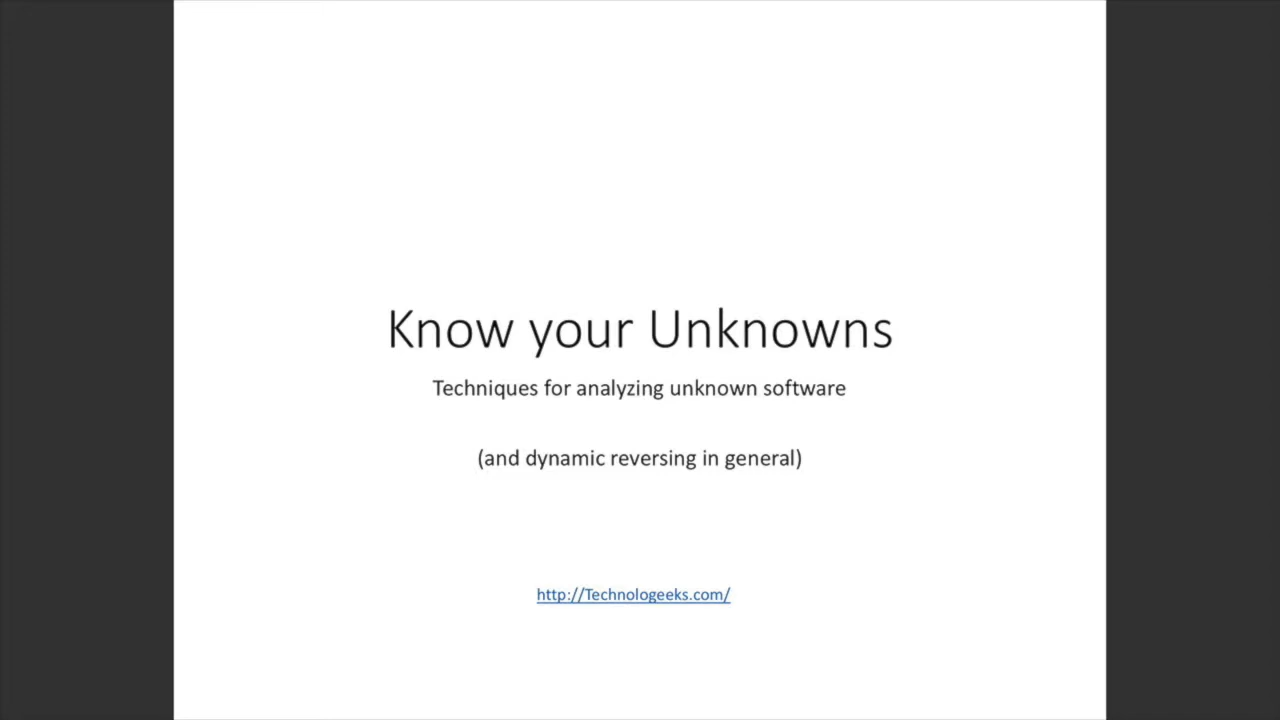 Know your Unknowns
Techniques for analyzing unknown software
(and dynamic reversing in general)
http://Technologeeks.com/